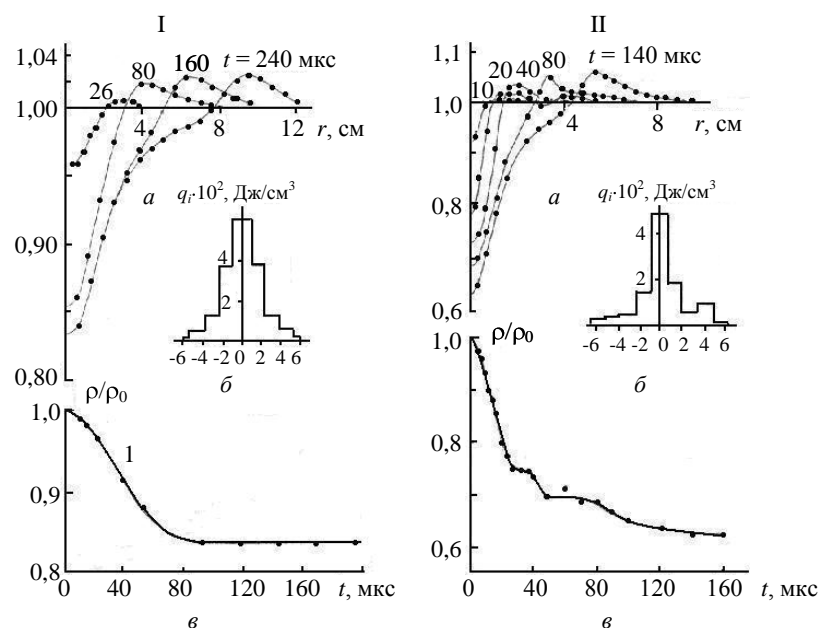 I
1,04
1,00
0,90
0,80
26
80
160
t = 240 мкс
4
8
12
r, см
а
q_i·10², Дж/см³
4
2
-6 -4 -2 0 2 4 6
б
ρ/ρ₀
1,0
0,9
0,8
1
0 40 80 120 160 t, мкс
в
II
1,1
1,0
0,9
0,8
0,7
0,6
10
20
40
80
t = 140 мкс
4
8
r, см
а
q_i·10², Дж/см³
4
2
-6 -4 -2 0 2 4 6
б
ρ/ρ₀
1,0
0,8
0,6
0 40 80 120 160 t, мкс
в